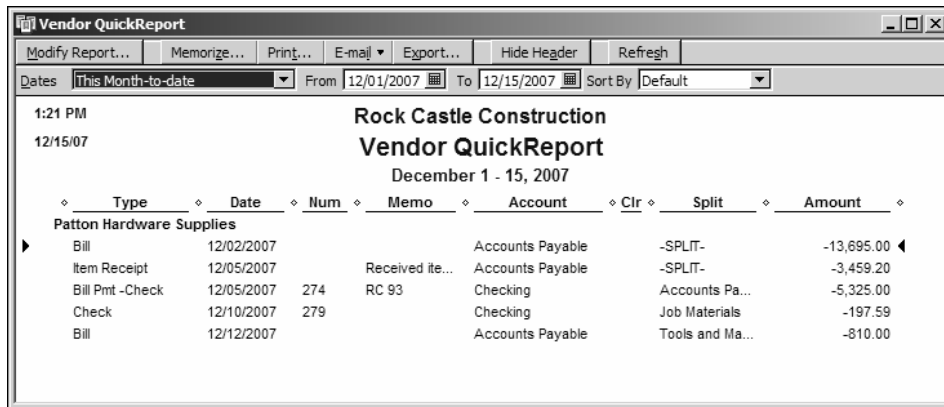 Vendor QuickReport
Modify Report... Memorize... Print... E-mail Export... Hide Header Refresh
Dates This Month-to-date From 12/01/2007 To 12/15/2007 Sort By Default
1:21 PM Rock Castle Construction
12/15/07 Vendor QuickReport
December 1 - 15, 2007
Type Date Num Memo Account Clr Split Amount
Patton Hardware Supplies
Bill 12/02/2007 Accounts Payable -SPLIT- -13,695.00
Item Receipt 12/05/2007 Received ite... Accounts Payable -SPLIT- -3,459.20
Bill Pmt -Check 12/05/2007 274 RC 93 Checking Accounts Pa... -5,325.00
Check 12/10/2007 279 Checking Job Materials -197.59
Bill 12/12/2007 Accounts Payable Tools and Ma... -810.00